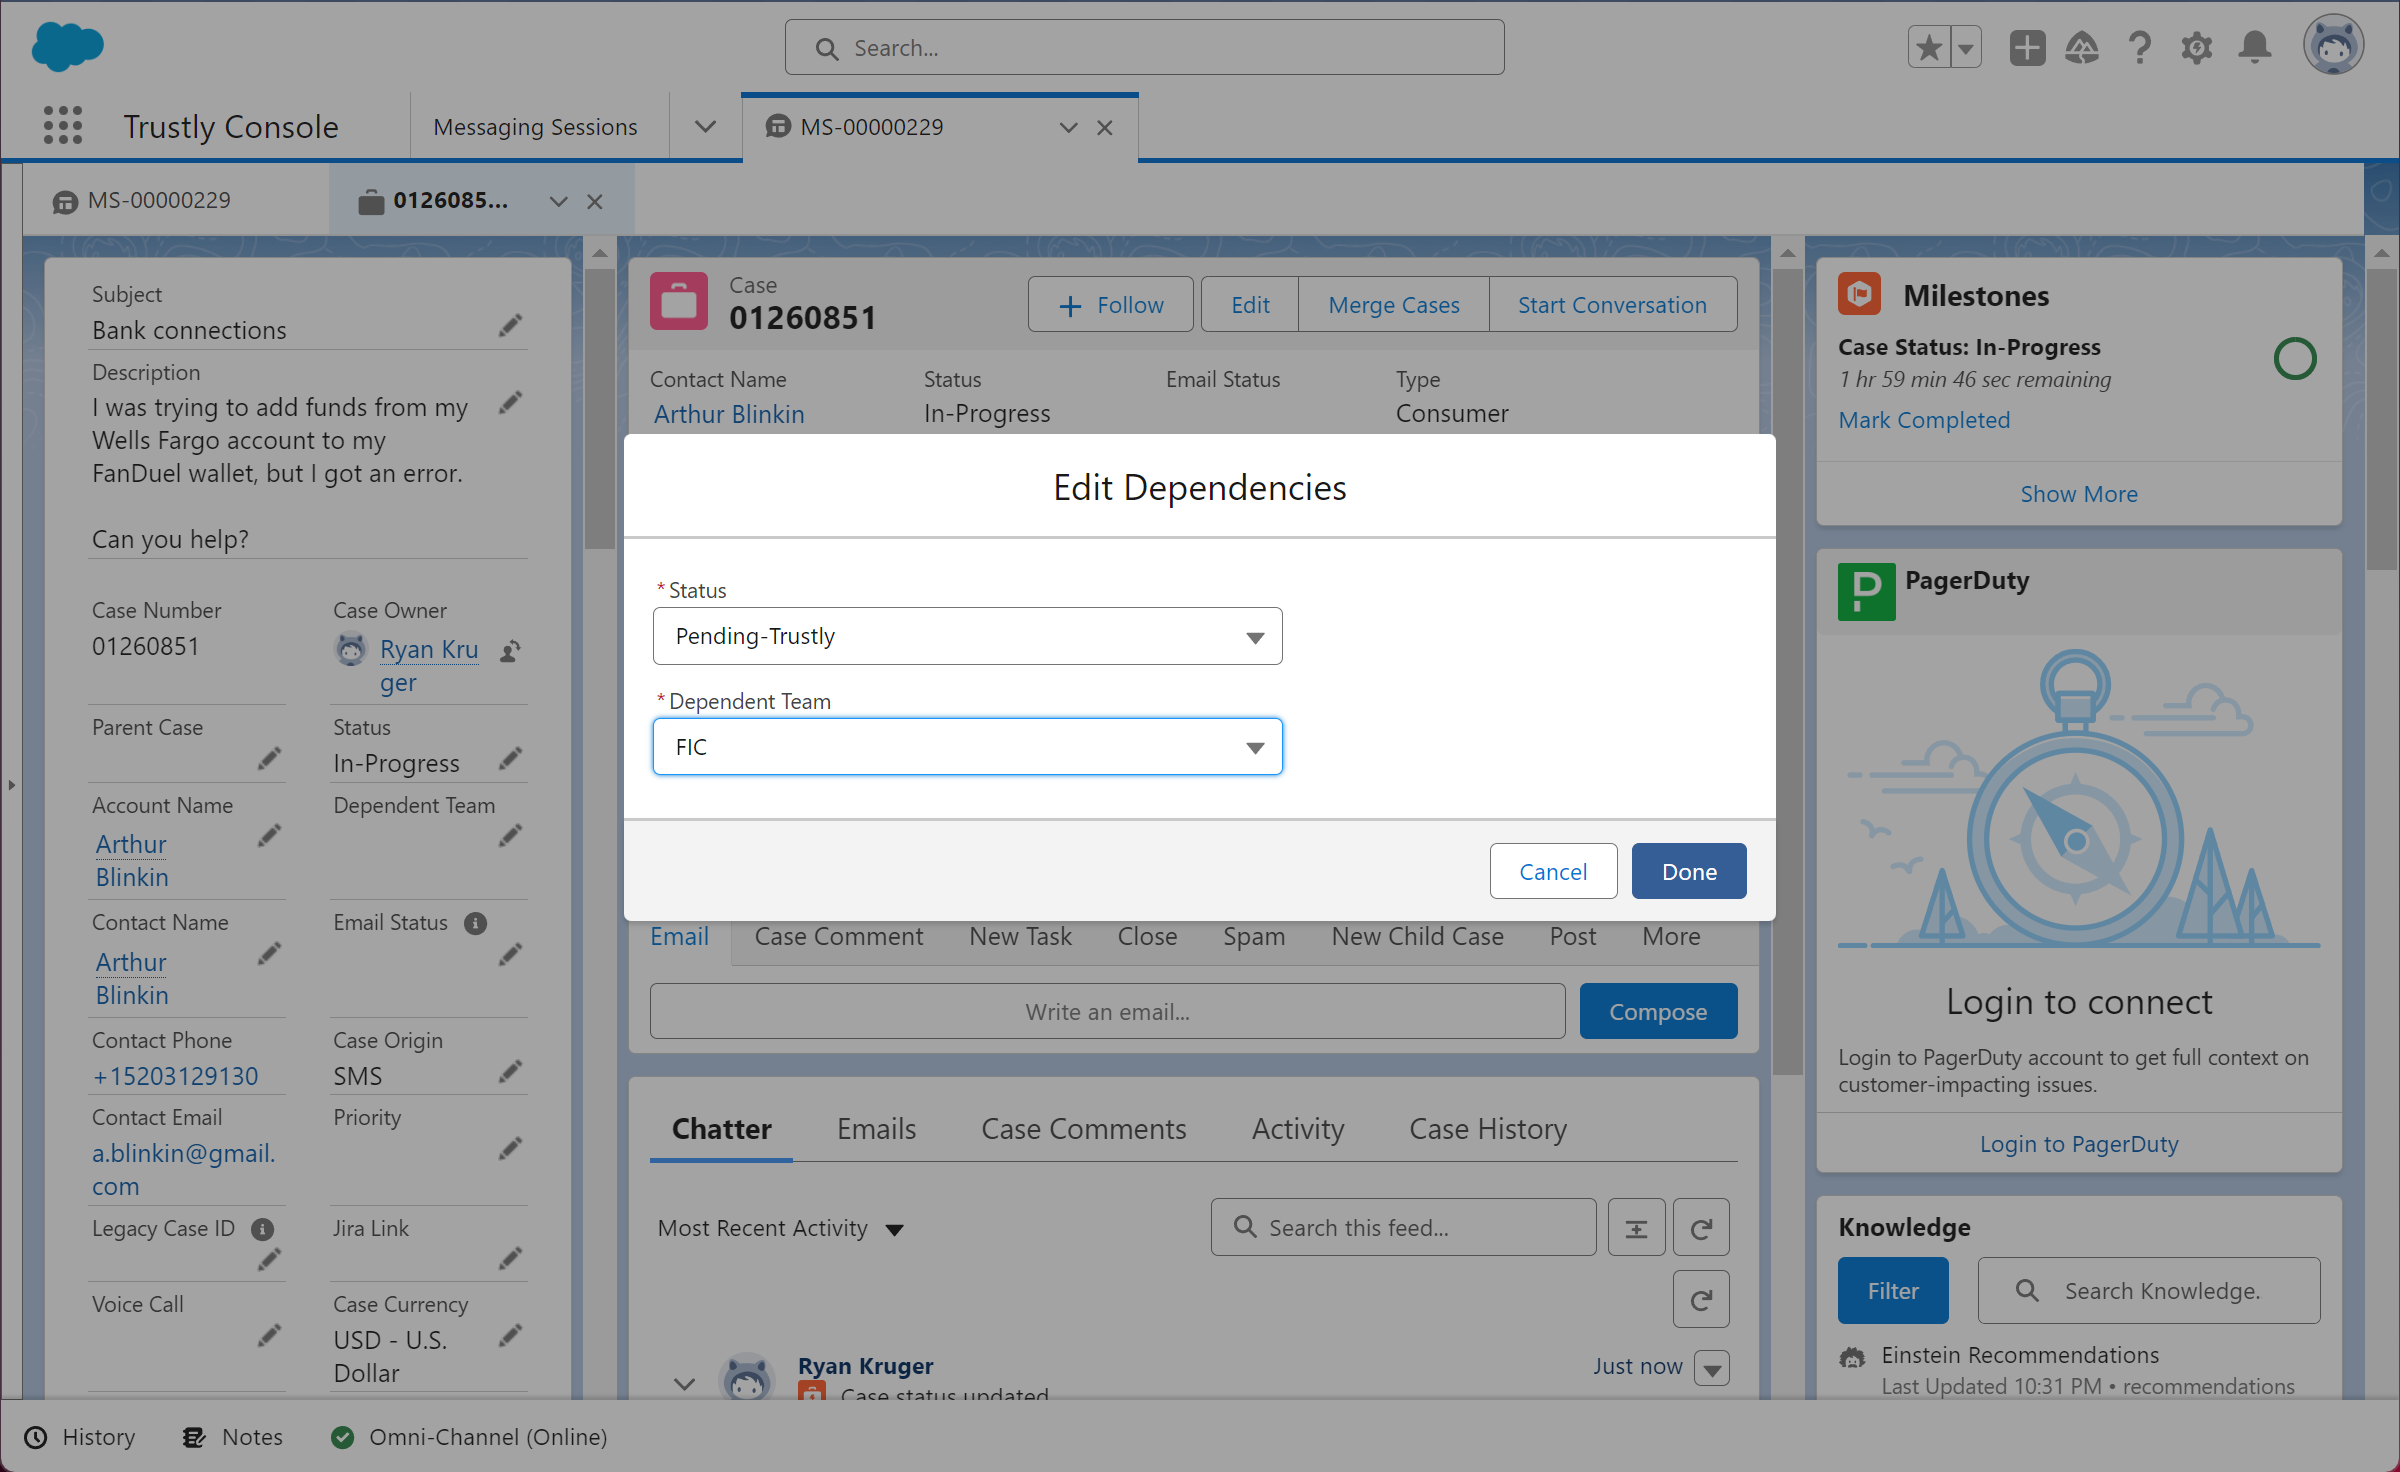 Search...
Trustly Console
Messaging Sessions
MS-00000229
MS-00000229
0126085...
Subject
Bank connections
Description
I was trying to add funds from my
Wells Fargo account to my
FanDuel wallet, but I got an error.
Can you help?
Case Number
01260851
Case Owner
Ryan Kru
ger
Parent Case
Status
In-Progress
Account Name
Arthur
Blinkin
Dependent Team
Contact Name
Arthur
Blinkin
Email Status
Contact Phone
+15203129130
Case Origin
SMS
Contact Email
a.blinkin@gmail.
com
Priority
Legacy Case ID
Jira Link
Voice Call
Case Currency
USD - U.S.
Dollar
Case
01260851
Follow
Edit
Merge Cases
Start Conversation
Contact Name
Arthur Blinkin
Status
In-Progress
Email Status
Type
Consumer
Edit Dependencies
*Status
Pending-Trustly
*Dependent Team
FIC
Cancel
Done
Email
Case Comment
New Task
Close
Spam
New Child Case
Post
More
Write an email...
Compose
Chatter
Emails
Case Comments
Activity
Case History
Most Recent Activity
Search this feed...
Ryan Kruger
Just now
Case status updated
Milestones
Case Status: In-Progress
1 hr 59 min 46 sec remaining
Mark Completed
Show More
PagerDuty
Login to connect
Login to PagerDuty account to get full context on
customer-impacting issues.
Login to PagerDuty
Knowledge
Filter
Search Knowledge.
Einstein Recommendations
Last Updated 10:31 PM • recommendations
History
Notes
Omni-Channel (Online)